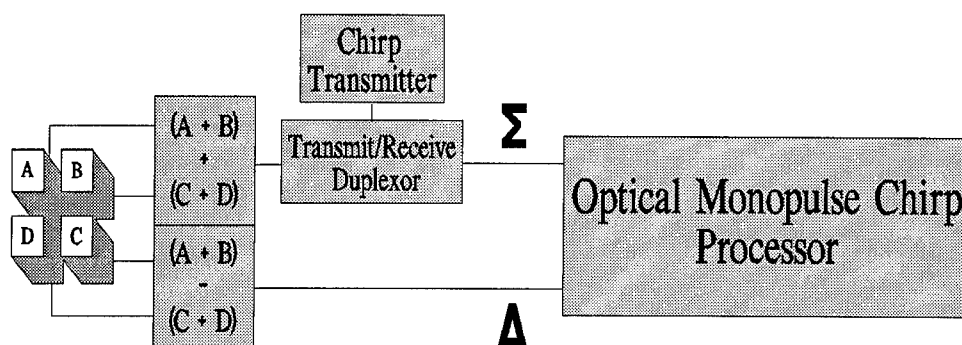 Chirp
Transmitter
(A + B)
+
(C + D)
Transmit/Receive
Duplexor
Σ
Optical Monopulse Chirp
Processor
A B
D C
(A + B)
-
(C + D)
Δ